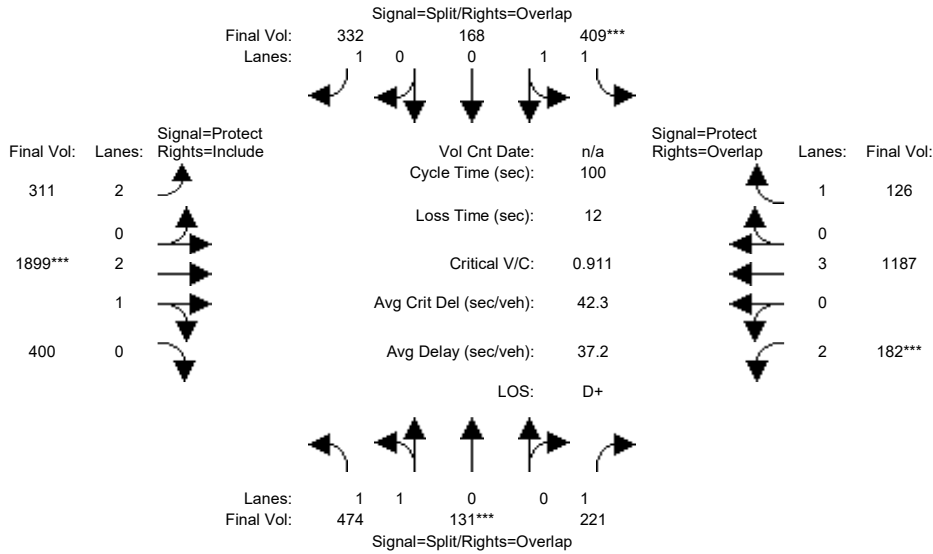 Signal=Split/Rights=Overlap
Final Vol: 332 168 409***
Lanes: 1 0 0 1 1
Signal=Protect Signal=Protect
Final Vol: Lanes: Rights=Include Vol Cnt Date: n/a Rights=Overlap Lanes: Final Vol:
Cycle Time (sec): 100
311 2 1 126
Loss Time (sec): 12
0 0
1899*** 2 Critical V/C: 0.911 3 1187
1 Avg Crit Del (sec/veh): 42.3 0
400 0 Avg Delay (sec/veh): 37.2 2 182***
LOS: D+
Lanes: 1 1 0 0 1
Final Vol: 474 131*** 221
Signal=Split/Rights=Overlap